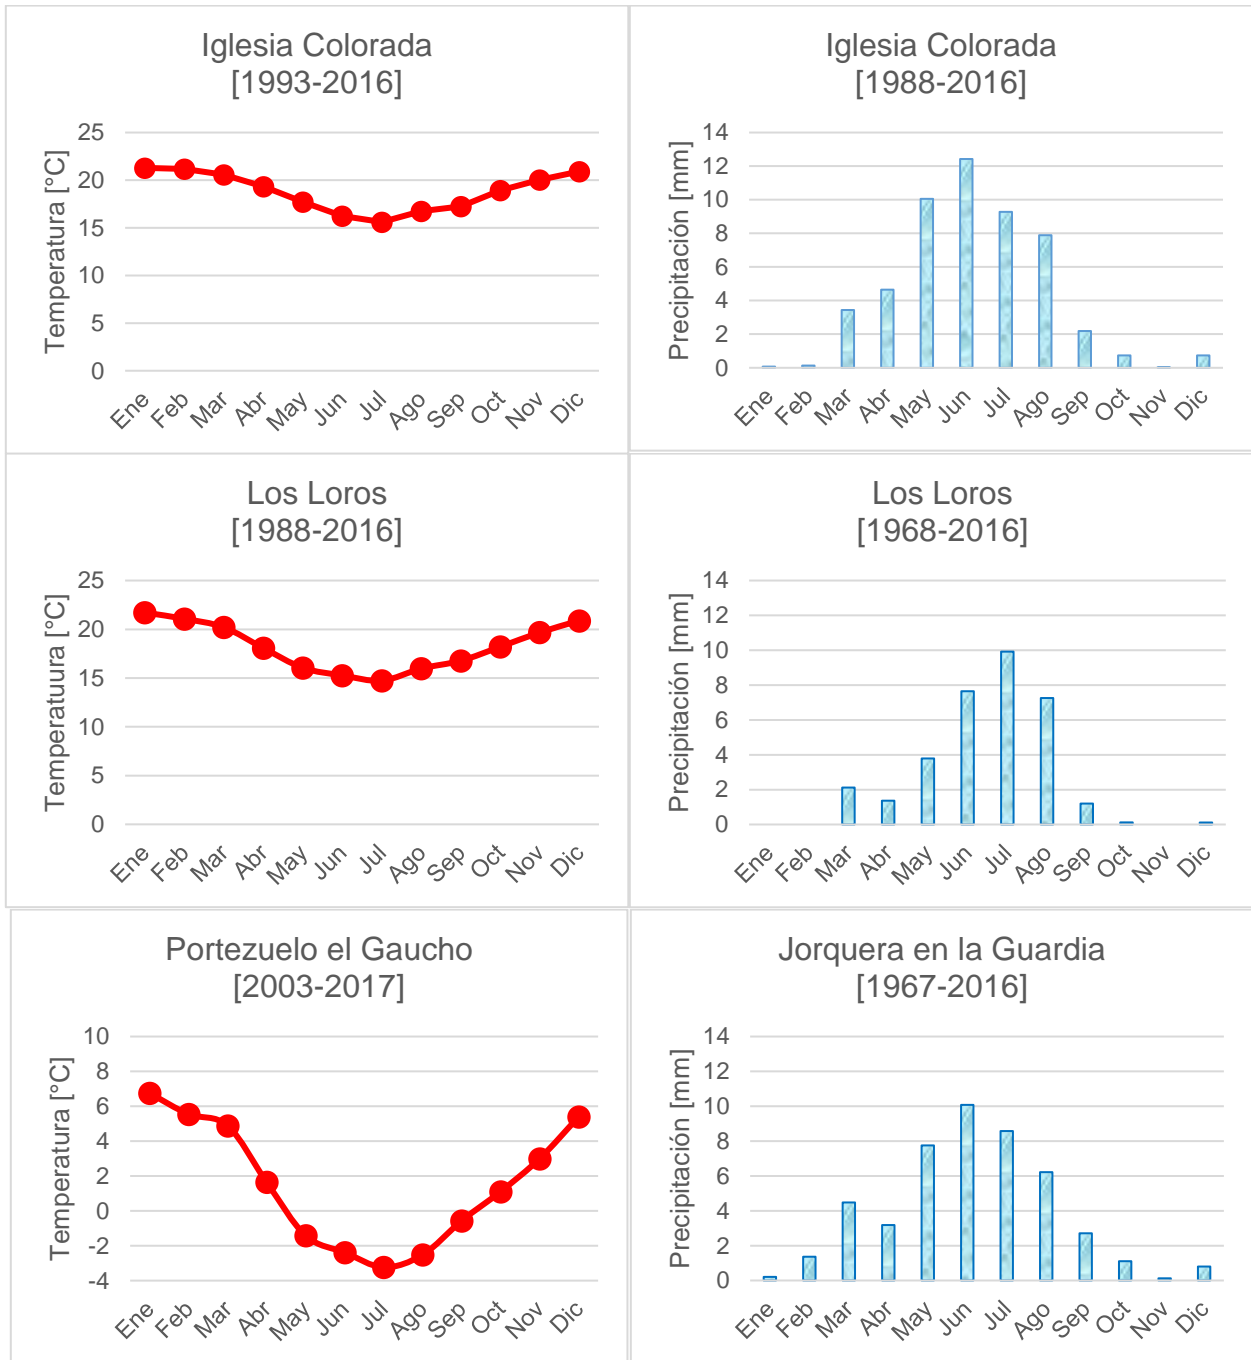 Iglesia Colorada
[1993-2016]
Temperatura [°C]
25
20
15
10
5
0
Ene Feb Mar Abr May Jun Jul Ago Sep Oct Nov Dic
Iglesia Colorada
[1988-2016]
Precipitación [mm]
14
12
10
8
6
4
2
0
Ene Feb Mar Abr May Jun Jul Ago Sep Oct Nov Dic
Los Loros
[1988-2016]
Temperatuura [°C]
25
20
15
10
5
0
Ene Feb Mar Abr May Jun Jul Ago Sep Oct Nov Dic
Los Loros
[1968-2016]
Precipitación [mm]
14
12
10
8
6
4
2
0
Ene Feb Mar Abr May Jun Jul Ago Sep Oct Nov Dic
Portezuelo el Gaucho
[2003-2017]
Temperatura [°C]
10
8
6
4
2
0
-2
-4
Ene Feb Mar Abr May Jun Jul Ago Sep Oct Nov Dic
Jorquera en la Guardia
[1967-2016]
Precipitación [mm]
14
12
10
8
6
4
2
0
Ene Feb Mar Abr May Jun Jul Ago Sep Oct Nov Dic